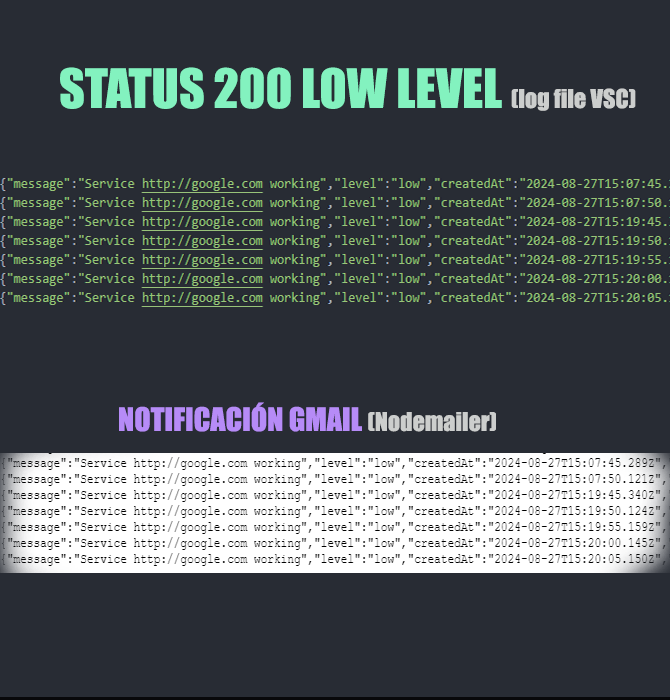 STATUS 200 LOW LEVEL (log file VSC)
{"message":"Service http://google.com working","level":"low","createdAt":"2024-08-27T15:07:45.
{"message":"Service http://google.com working","level":"low","createdAt":"2024-08-27T15:07:50.
{"message":"Service http://google.com working","level":"low","createdAt":"2024-08-27T15:19:45.
{"message":"Service http://google.com working","level":"low","createdAt":"2024-08-27T15:19:50.
{"message":"Service http://google.com working","level":"low","createdAt":"2024-08-27T15:19:55.
{"message":"Service http://google.com working","level":"low","createdAt":"2024-08-27T15:20:00.
{"message":"Service http://google.com working","level":"low","createdAt":"2024-08-27T15:20:05.
NOTIFICACIÓN GMAIL (Nodemailer)
{"message":"Service http://google.com working","level":"low","createdAt":"2024-08-27T15:07:45.289Z",
{"message":"Service http://google.com working","level":"low","createdAt":"2024-08-27T15:07:50.121Z",
{"message":"Service http://google.com working","level":"low","createdAt":"2024-08-27T15:19:45.340Z",
{"message":"Service http://google.com working","level":"low","createdAt":"2024-08-27T15:19:50.124Z",
{"message":"Service http://google.com working","level":"low","createdAt":"2024-08-27T15:19:55.159Z",
{"message":"Service http://google.com working","level":"low","createdAt":"2024-08-27T15:20:00.145Z",
{"message":"Service http://google.com working","level":"low","createdAt":"2024-08-27T15:20:05.150Z",